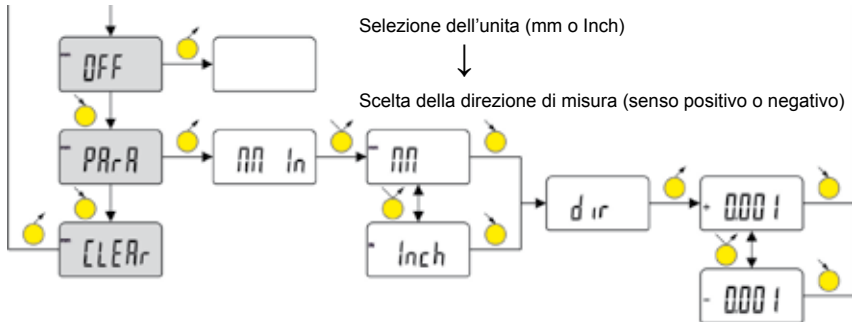 Selezione dell'unita (mm o Inch)
↓
Scelta della direzione di misura (senso positivo o negativo)
OFF
PArA
mm In
mm
dir
+ 0.001
CLEAr
Inch
- 0.001